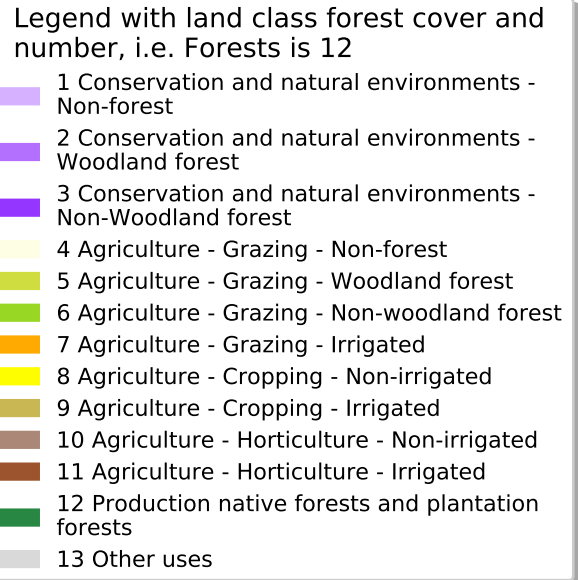 Legend with land class forest cover and
number, i.e. Forests is 12
1 Conservation and natural environments -
Non-forest
2 Conservation and natural environments -
Woodland forest
3 Conservation and natural environments -
Non-Woodland forest
4 Agriculture - Grazing - Non-forest
5 Agriculture - Grazing - Woodland forest
6 Agriculture - Grazing - Non-woodland forest
7 Agriculture - Grazing - Irrigated
8 Agriculture - Cropping - Non-irrigated
9 Agriculture - Cropping - Irrigated
10 Agriculture - Horticulture - Non-irrigated
11 Agriculture - Horticulture - Irrigated
12 Production native forests and plantation
forests
13 Other uses